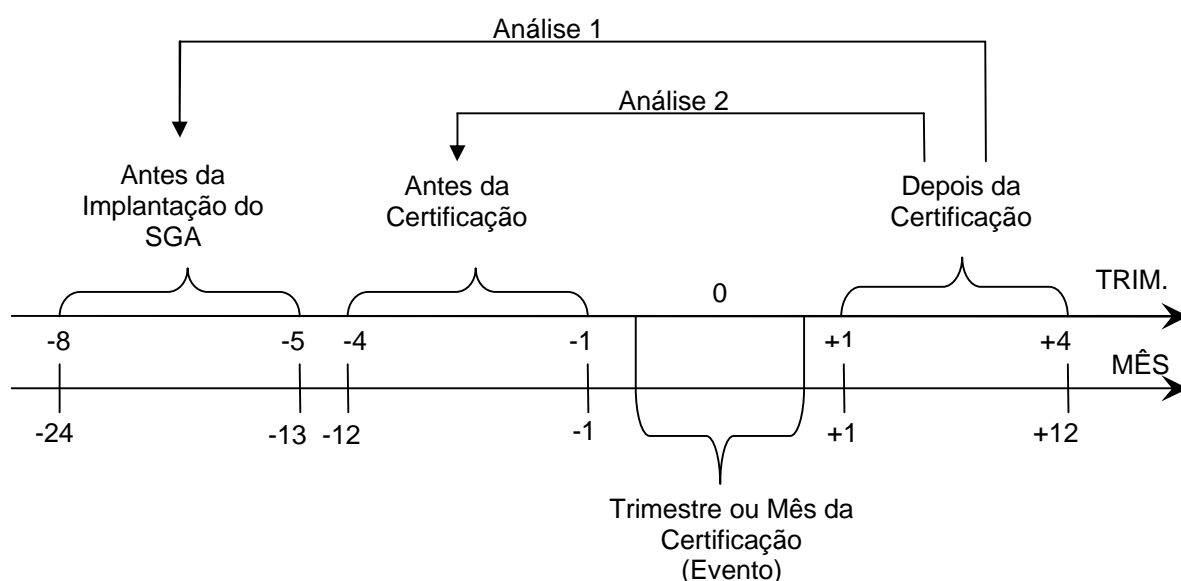 Análise 1
Análise 2
Antes da
Implantação do
SGA
Antes da
Certificação
Depois da
Certificação
0
TRIM.
-8
-5
-4
-1
+1
+4
MÊS
-24
-13
-12
-1
+1
+12
Trimestre ou Mês da
Certificação
(Evento)